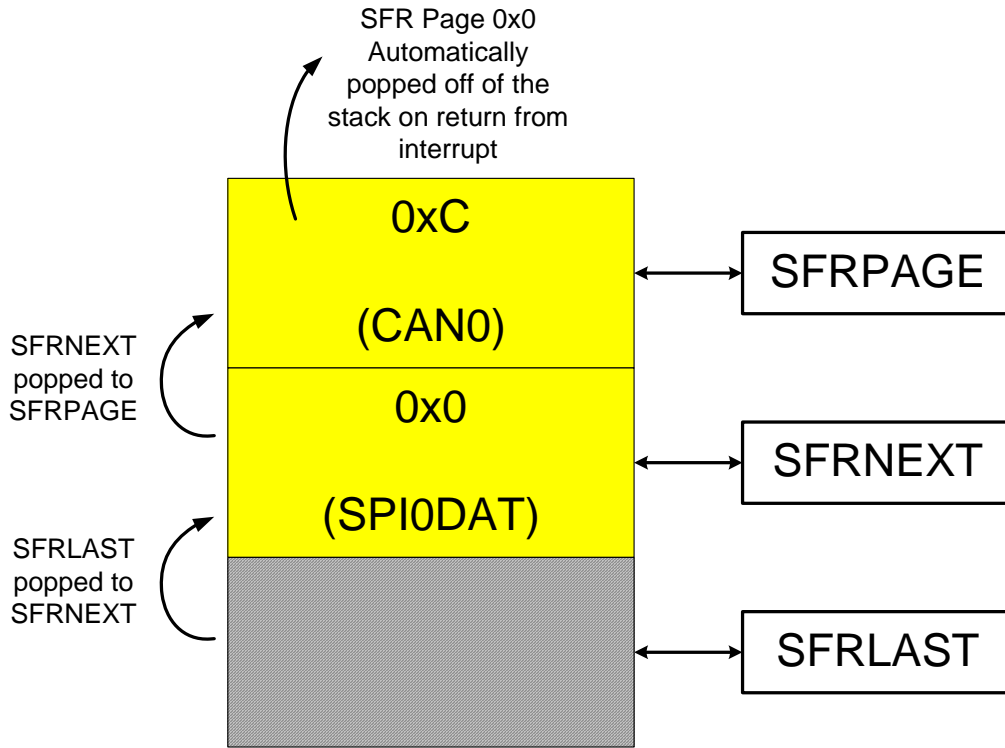 SFR Page 0x0
Automatically
popped off of the
stack on return from
interrupt
0xC
(CAN0)
SFRPAGE
SFRNEXT
popped to
SFRPAGE
0x0
(SPI0DAT)
SFRNEXT
SFRLAST
popped to
SFRNEXT
SFRLAST